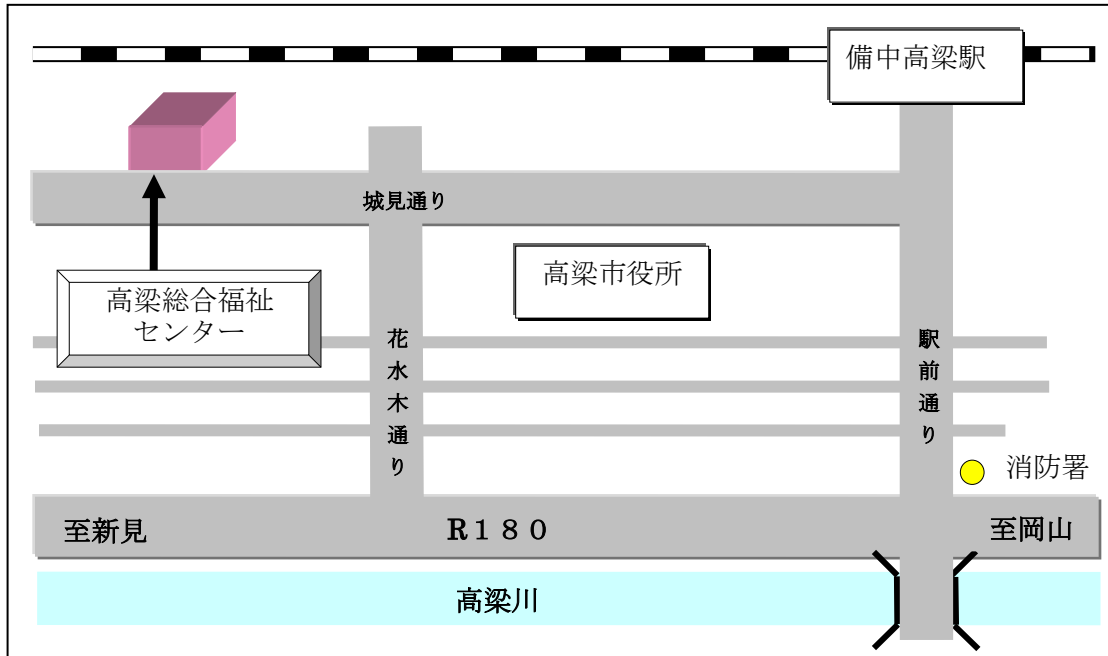 備中高梁駅
城見通り
高梁市役所
高梁総合福祉
センター
花水木通り
駅前通り
消防署
至新見
R180
至岡山
高梁川